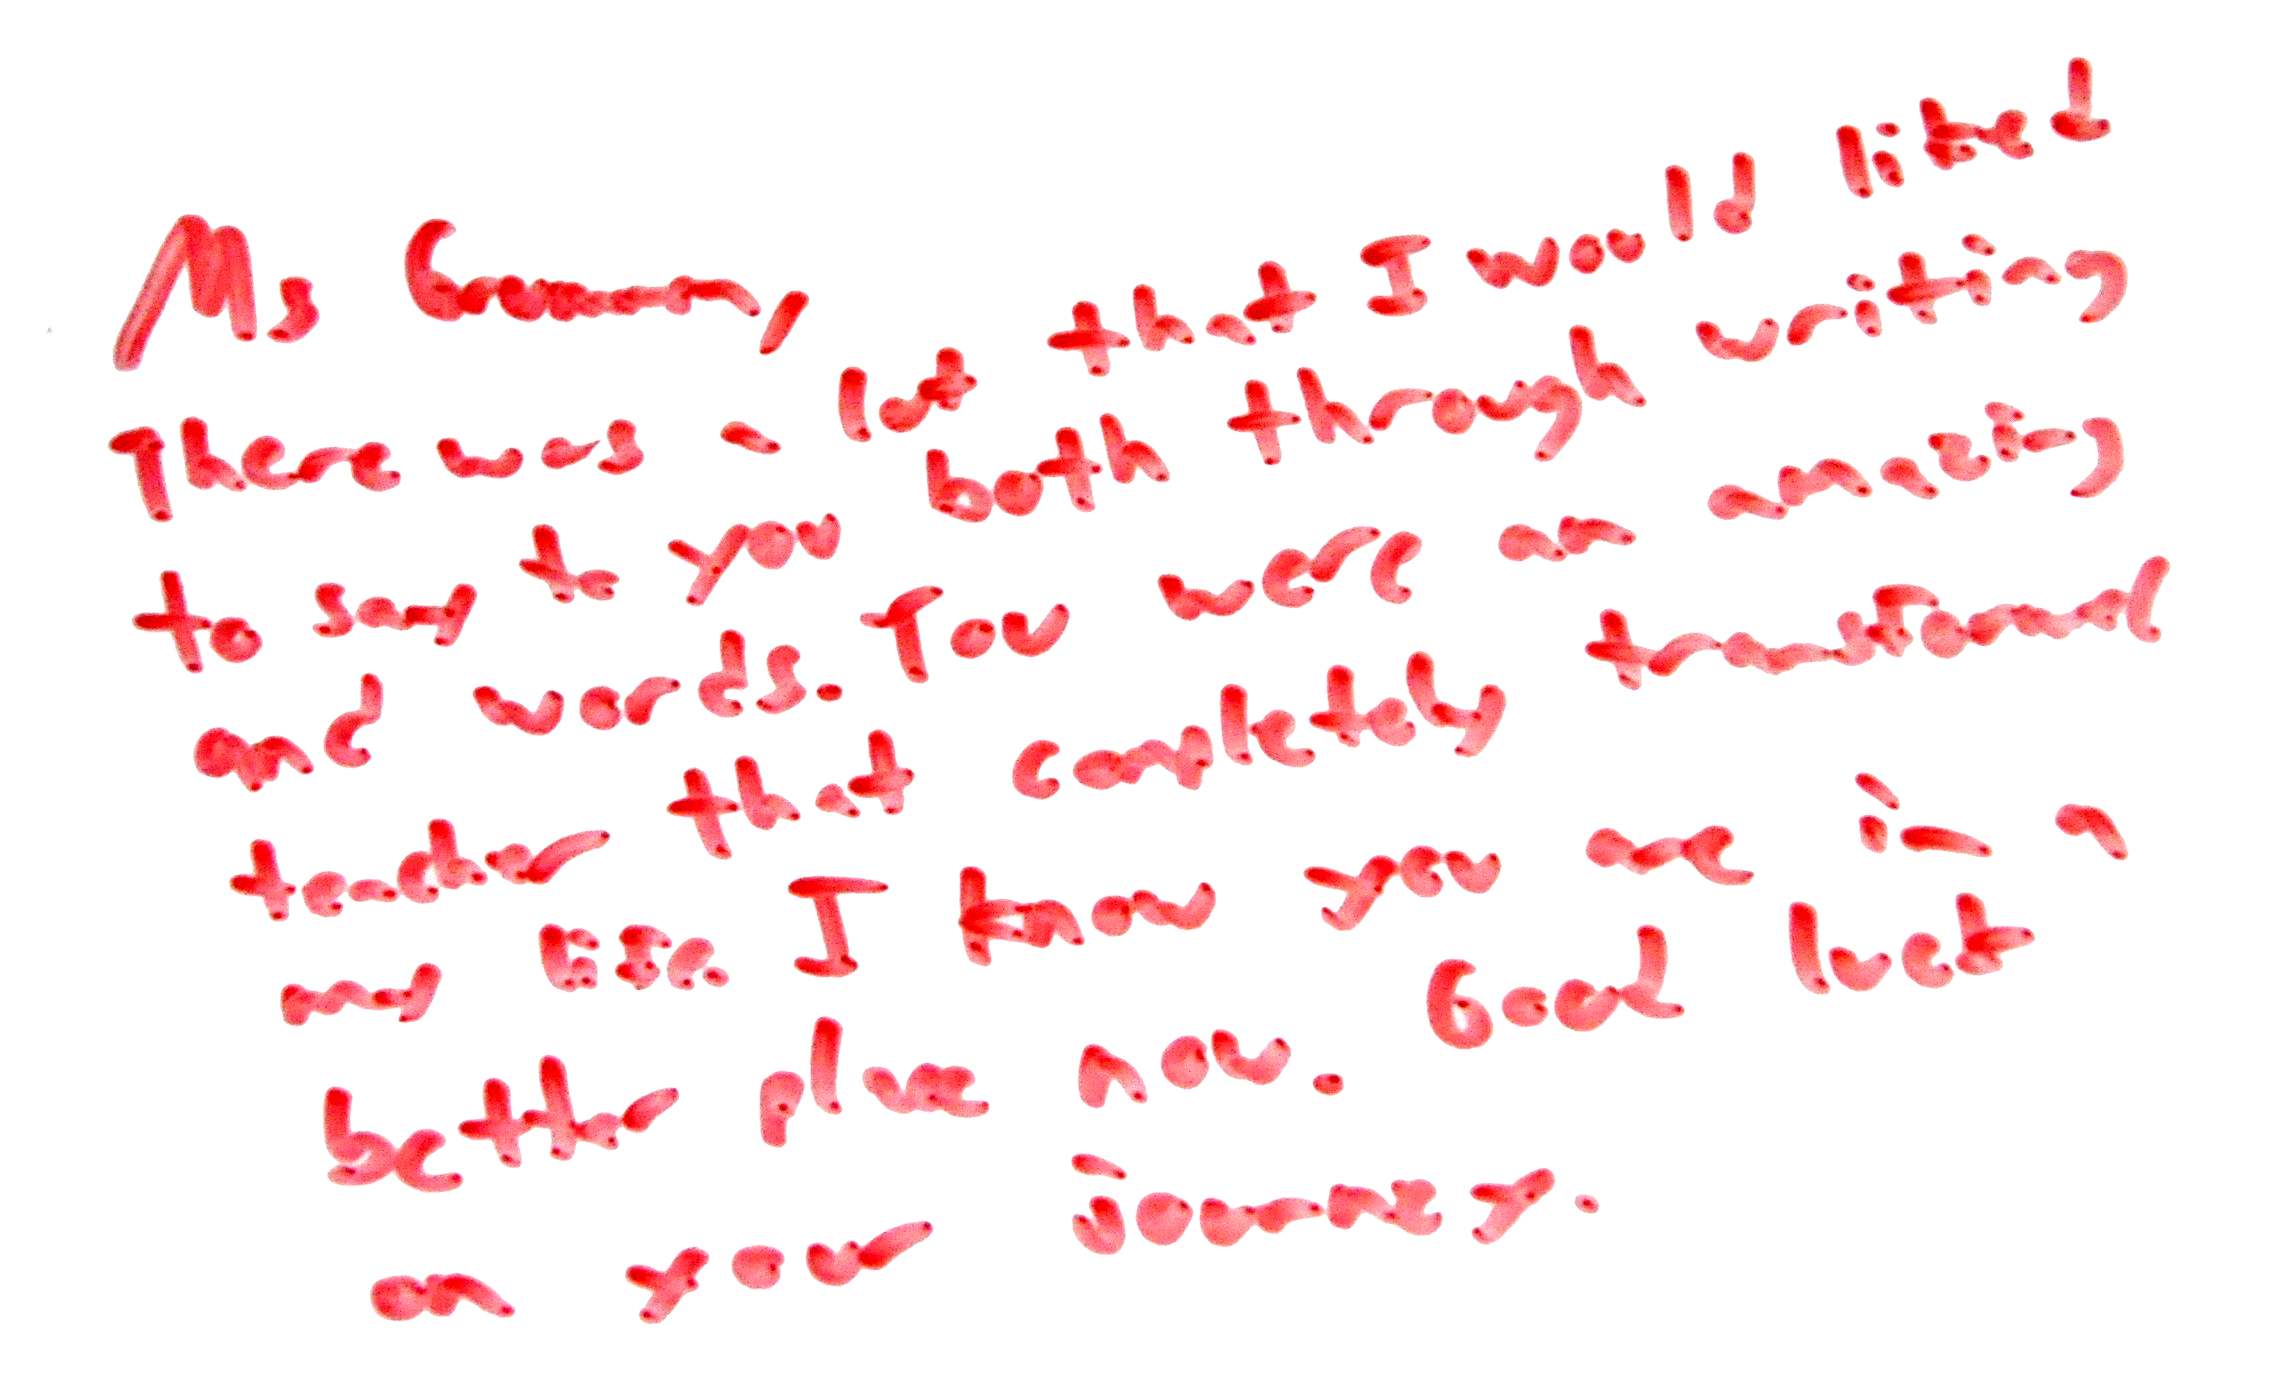 Ms
There was a lot that I would liked
to say to you both through writing
and words. You were an amazing
teacher that completely transformed
my life. I know you are in a
better place now. Good luck
on your journey.